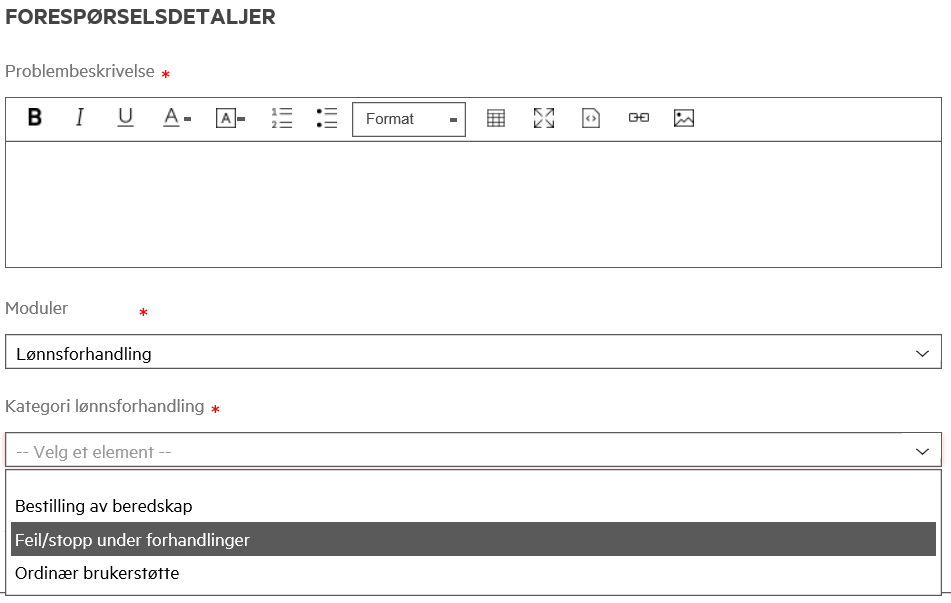 FORESPØRSELSDETALJER
Problembeskrivelse *
B I U A A Format
Moduler *
Lønnsforhandling
Kategori lønnsforhandling *
-- Velg et element --
Bestilling av beredskap
Feil/stopp under forhandlinger
Ordinær brukerstøtte